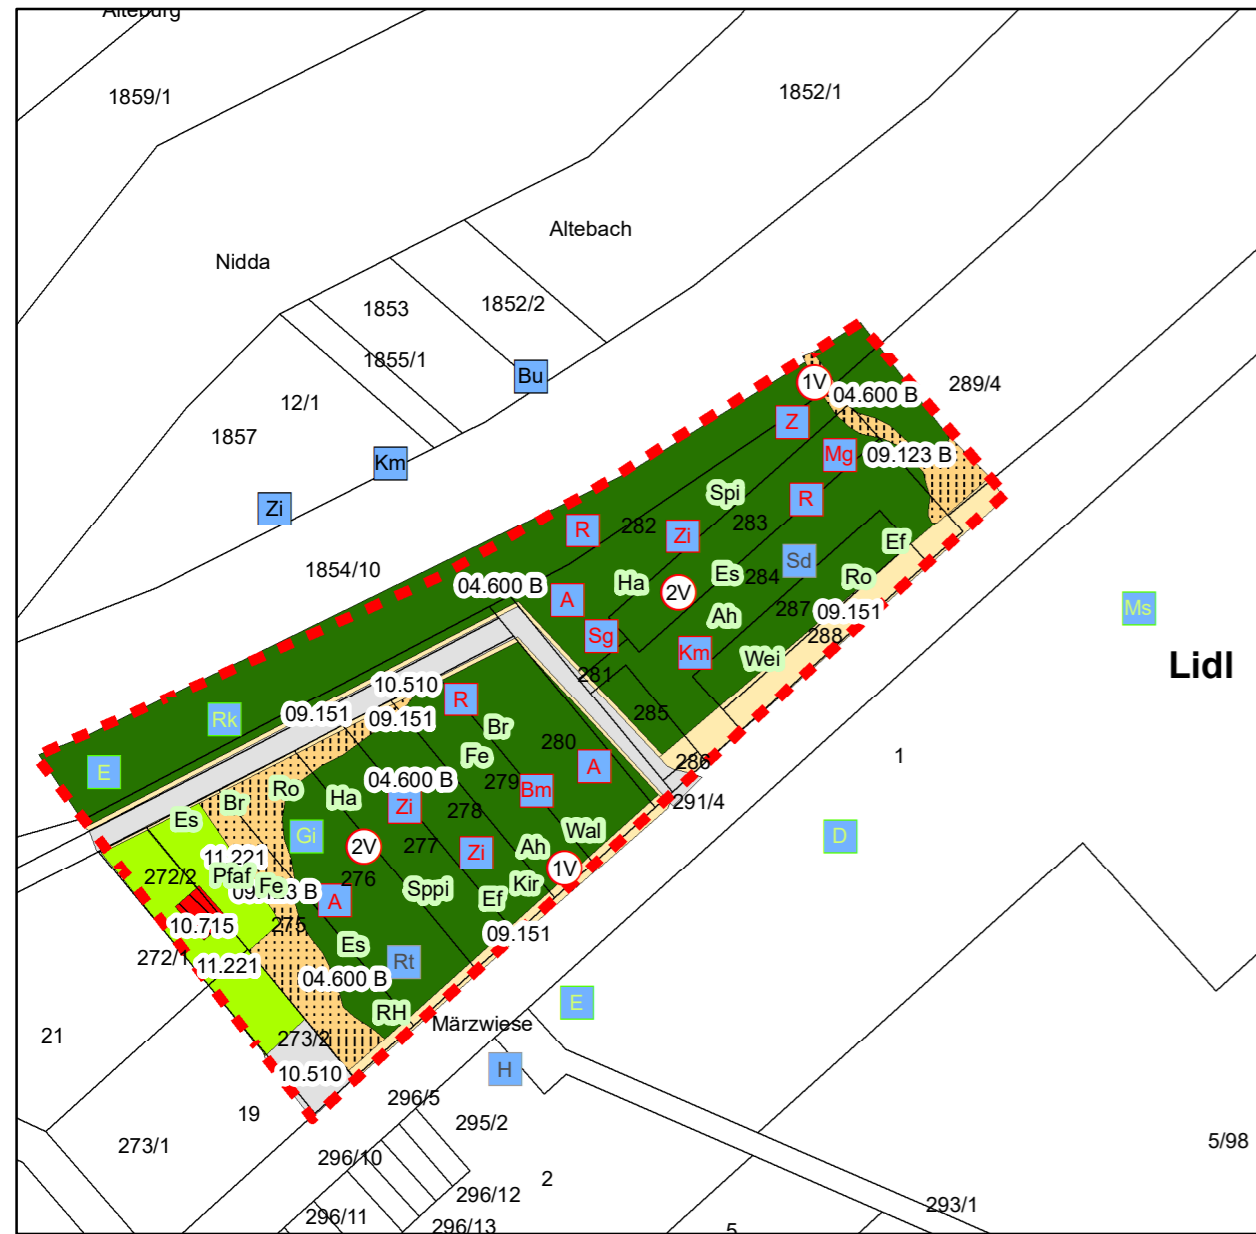 Alteburg
1859/1
1852/1
Altebach
Nidda
1853
1852/2
1855/1
Bu
289/4
1V
04.600 B
12/1
1857
Z
Km
Mg
09.123 B
Spi
R
Zi
282
283
R
Zi
Ef
1854/10
Sd
Es
284
Ro
04.600 B
Ha
2V
A
287
09.151
Ms
Ah
288
Sg
Km
Wei
Lidl
281
10.510
R
285
09.151
09.151
Rk
Br
280
Fe
1
286
E
A
04.600 B
279
Ro
Bm
Ha
Br
Zi
278
291/4
Es
Wal
Gi
D
2V
277
Ah
11.221
Zi
1V
272/2
Pfaf
Fe
276
Kir
09.123 B
Sppi
Ef
A
10.715
275
09.151
Es
272/1
11.221
Rt
04.600 B
E
RH
Märzwiese
21
273/2
10.510
H
296/5
19
295/2
273/1
5/98
296/10
2
296/12
293/1
296/11
296/13
5